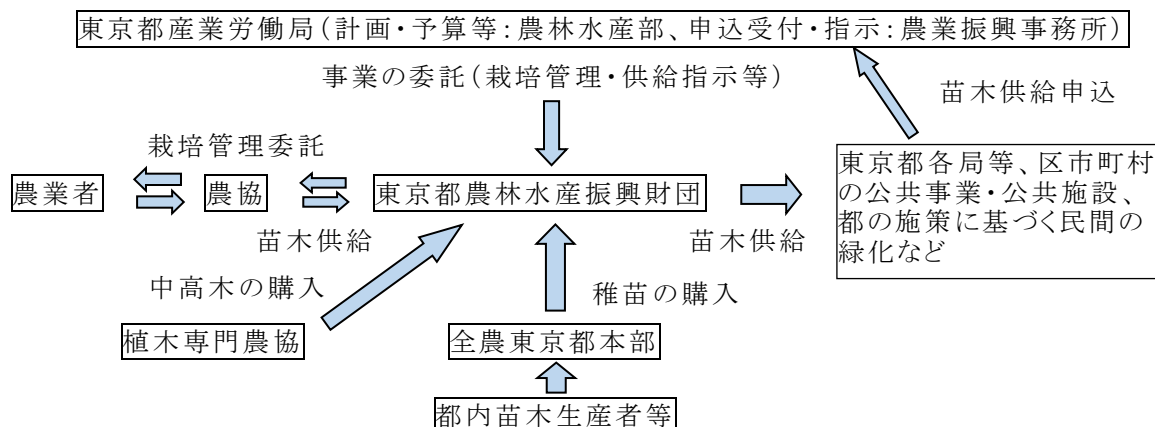 東京都産業労働局（計画・予算等：農林水産部、申込受付・指示：農業振興事務所）
事業の委託（栽培管理・供給指示等）
苗木供給申込
栽培管理委託
農業者
農協
東京都農林水産振興財団
東京都各局等、区市町村
の公共事業・公共施設、
都の施策に基づく民間の
緑化など
苗木供給
苗木供給
中高木の購入
稚苗の購入
植木専門農協
全農東京都本部
都内苗木生産者等